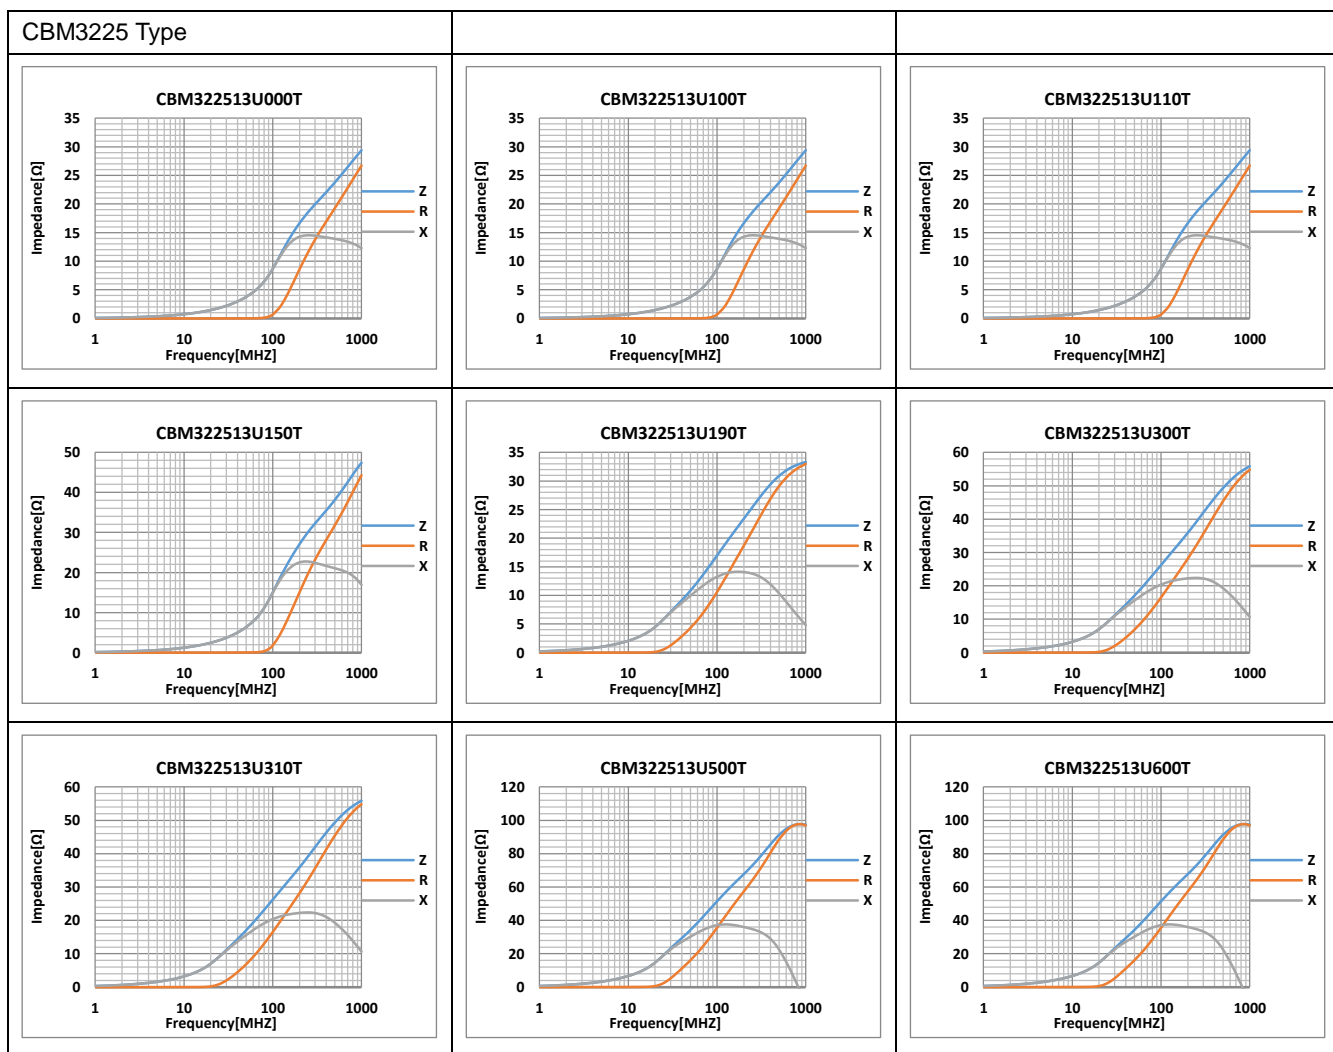 CBM3225 Type
CBM322513U000T
35
30
25
20
15
10
5
0
1 10 100 1000
Impedance[Ω]
Frequency[MHZ]
Z
R
X
CBM322513U100T
35
30
25
20
15
10
5
0
1 10 100 1000
Impedance[Ω]
Frequency[MHZ]
Z
R
X
CBM322513U110T
35
30
25
20
15
10
5
0
1 10 100 1000
Impedance[Ω]
Frequency[MHZ]
Z
R
X
CBM322513U150T
50
40
30
20
10
0
1 10 100 1000
Impedance[Ω]
Frequency[MHZ]
Z
R
X
CBM322513U190T
35
30
25
20
15
10
5
0
1 10 100 1000
Impedance[Ω]
Frequency[MHZ]
Z
R
X
CBM322513U300T
60
50
40
30
20
10
0
1 10 100 1000
Impedance[Ω]
Frequency[MHZ]
Z
R
X
CBM322513U310T
60
50
40
30
20
10
0
1 10 100 1000
Impedance[Ω]
Frequency[MHZ]
Z
R
X
CBM322513U500T
120
100
80
60
40
20
0
1 10 100 1000
Impedance[Ω]
Frequency[MHZ]
Z
R
X
CBM322513U600T
120
100
80
60
40
20
0
1 10 100 1000
Impedance[Ω]
Frequency[MHZ]
Z
R
X